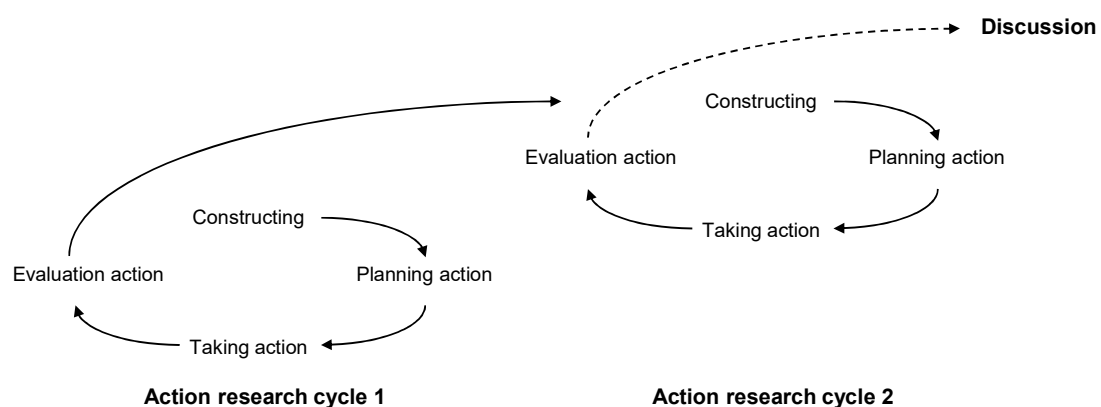 Discussion
Constructing
Evaluation action
Planning action
Taking action
Constructing
Evaluation action
Planning action
Taking action
Action research cycle 1
Action research cycle 2